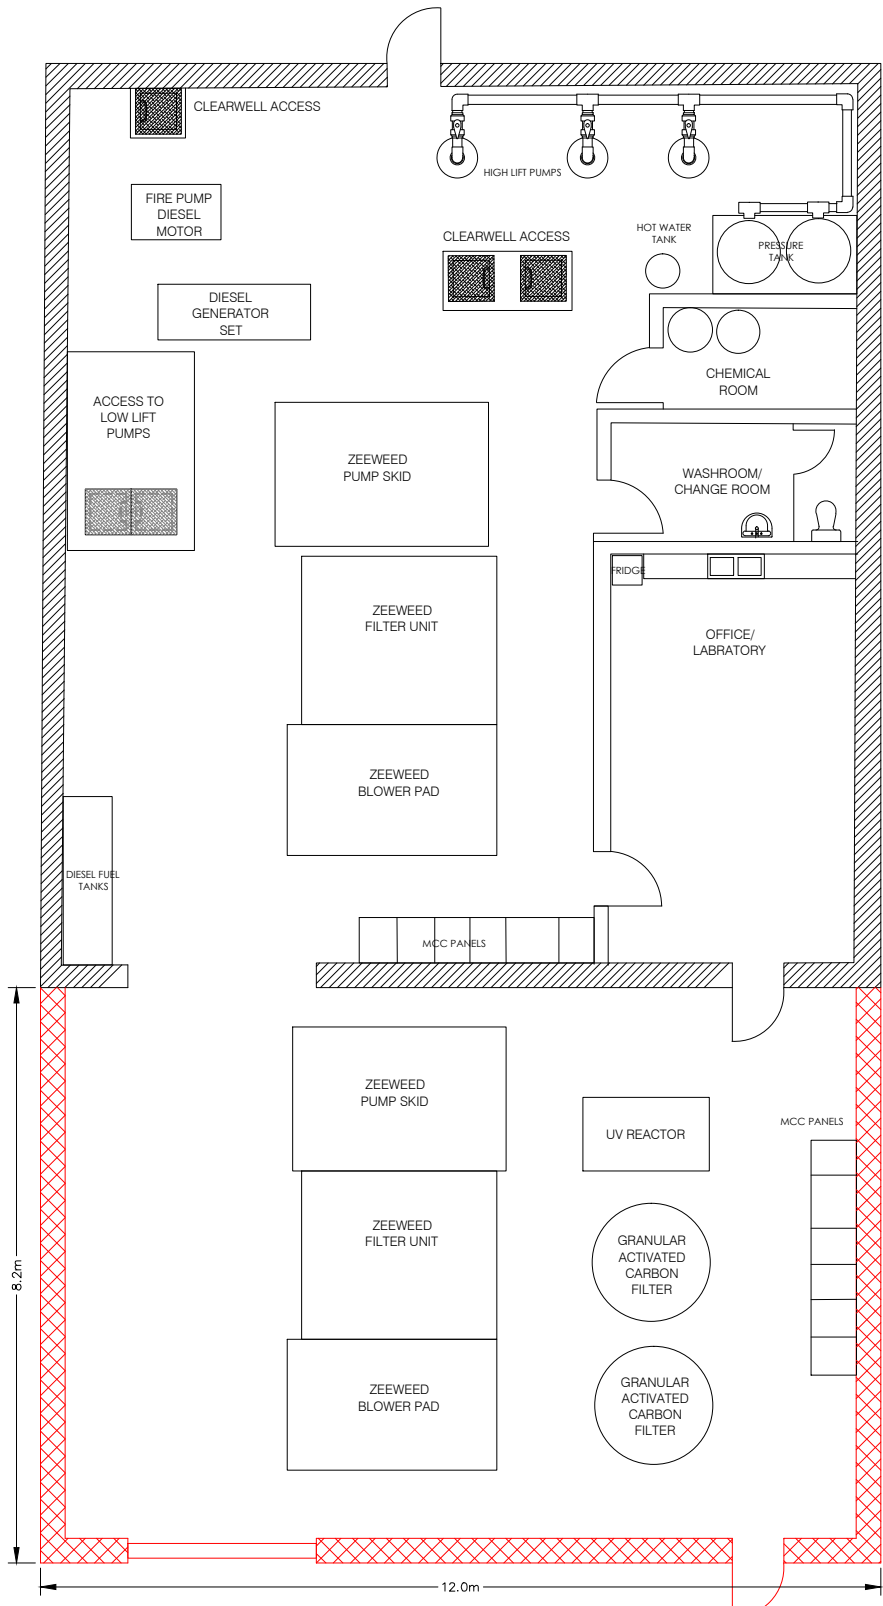 CLEARWELL ACCESS
HIGH LIFT PUMPS
FIRE PUMP
DIESEL
MOTOR
CLEARWELL ACCESS
HOT WATER
TANK
PRESSURE
TANK
DIESEL
GENERATOR
SET
ACCESS TO
LOW LIFT
PUMPS
CHEMICAL
ROOM
ZEEWEED
PUMP SKID
WASHROOM/
CHANGE ROOM
FRIDGE
ZEEWEED
FILTER UNIT
OFFICE/
LABRATORY
ZEEWEED
BLOWER PAD
DIESEL FUEL
TANKS
MCC PANELS
ZEEWEED
PUMP SKID
UV REACTOR
MCC PANELS
ZEEWEED
FILTER UNIT
GRANULAR
ACTIVATED
CARBON
FILTER
8.2m
ZEEWEED
BLOWER PAD
GRANULAR
ACTIVATED
CARBON
FILTER
12.0m